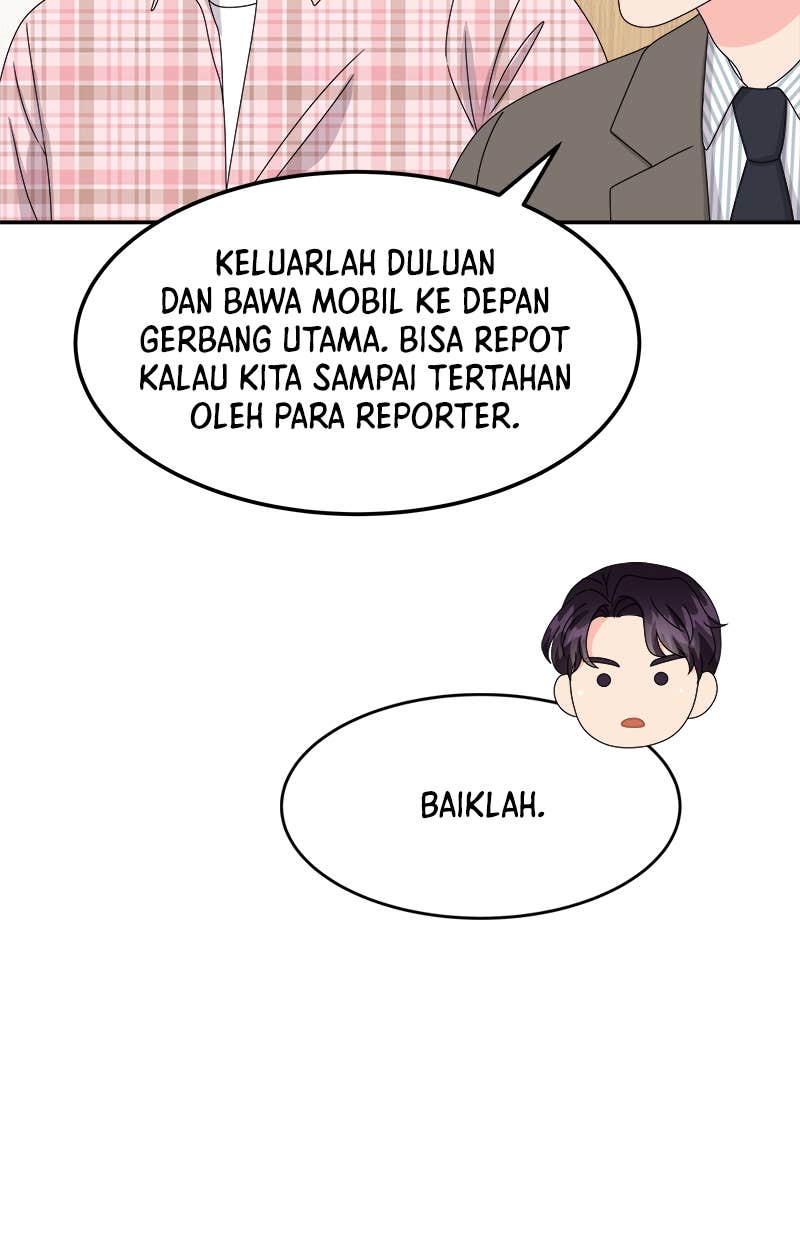 KELUARLAH DULUAN
DAN BAWA MOBIL KE DEPAN
GERBANG UTAMA. BISA REPOT
KALAU KITA SAMPAI TERTAHAN
OLEH PARA REPORTER.
BAIKLAH.